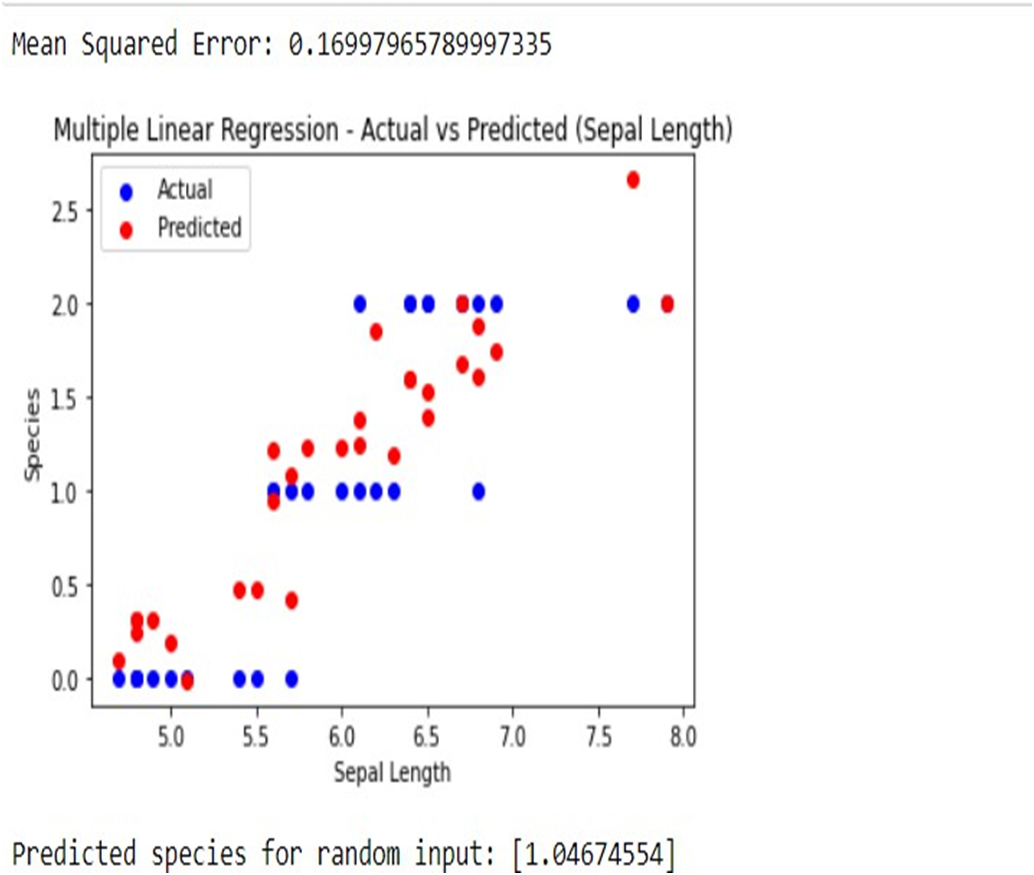 Mean Squared Error: 0.16997965789997335
Multiple Linear Regression - Actual vs Predicted (Sepal Length)
Actual
Predicted
2.5
2.0
1.5
1.0
0.5
0.0
Species
5.0 5.5 6.0 6.5 7.0 7.5 8.0
Sepal Length
Predicted species for random input: [1.04674554]